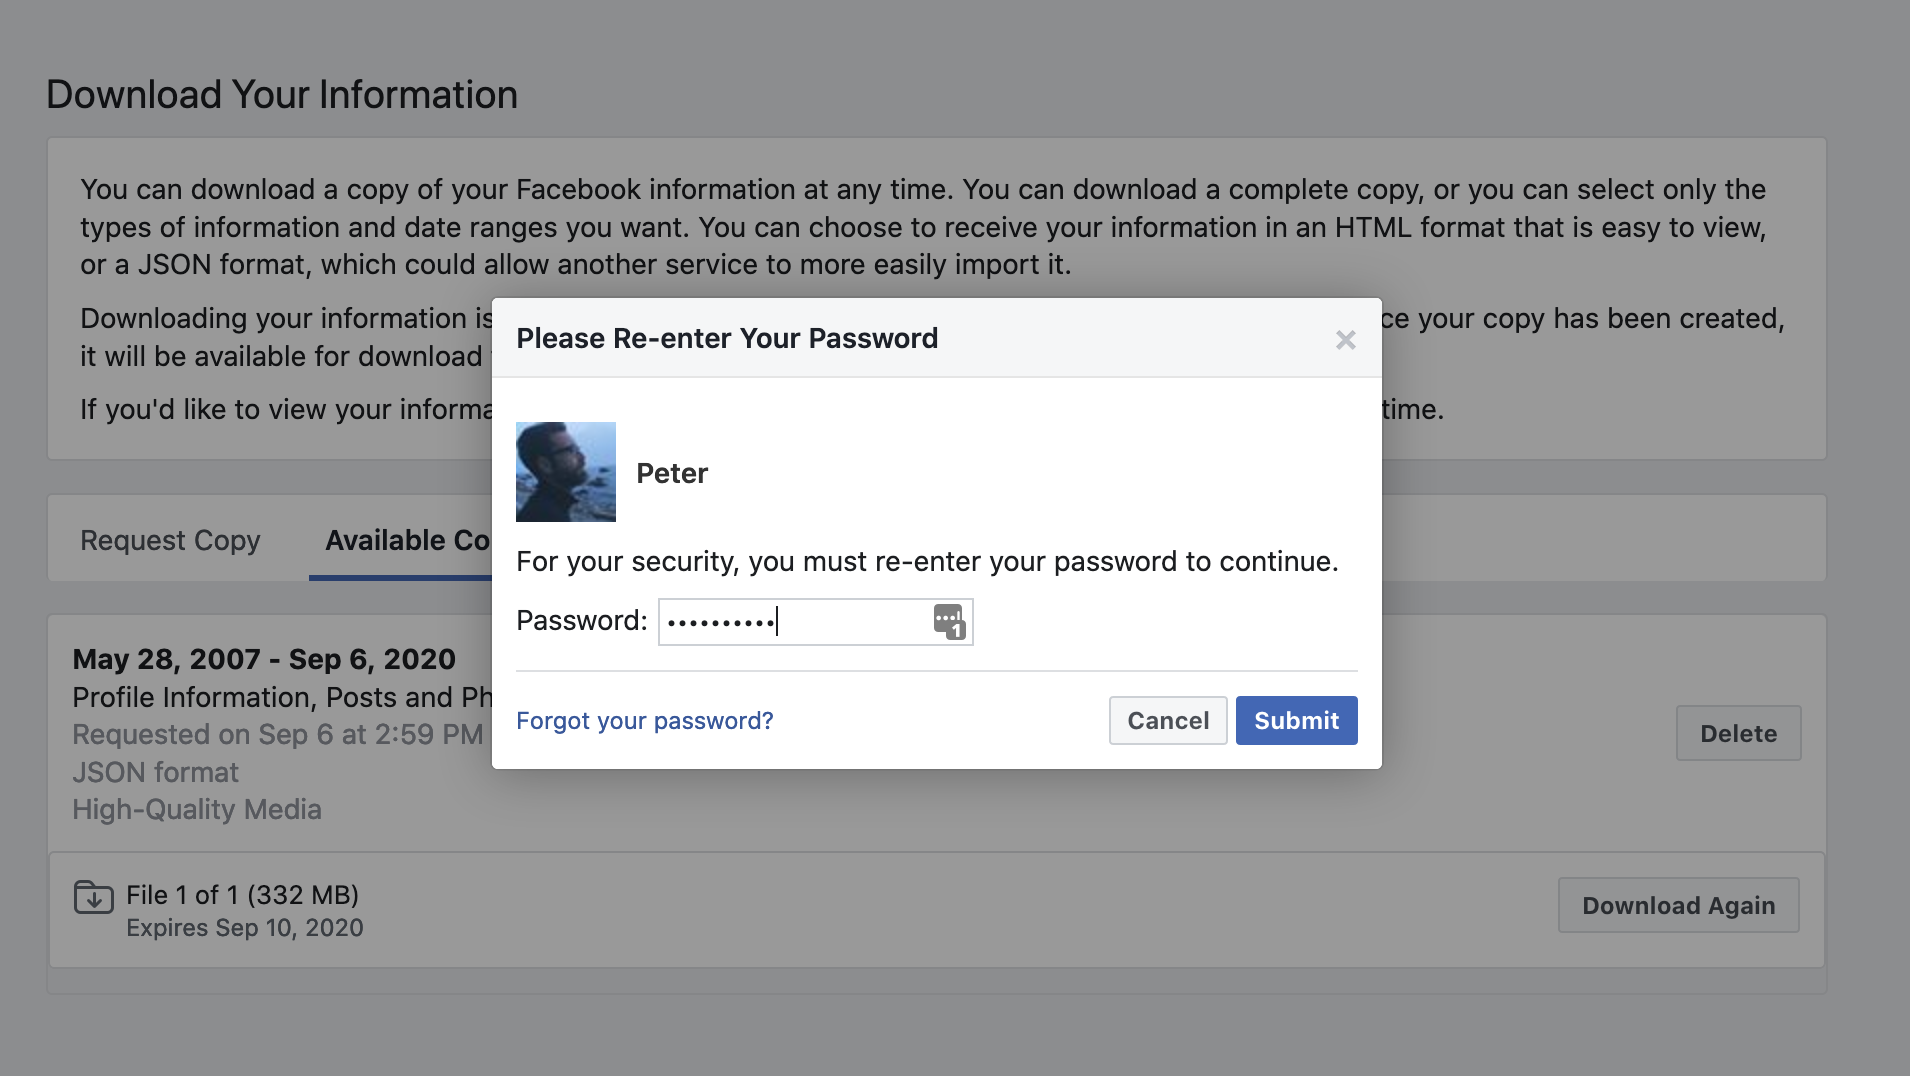 Download Your Information
You can download a copy of your Facebook information at any time. You can download a complete copy, or you can select only the
types of information and date ranges you want. You can choose to receive your information in an HTML format that is easy to view,
or a JSON format, which could allow another service to more easily import it.
Downloading your information is
ce your copy has been created,
it will be available for download
If you'd like to view your informa
time.
Please Re-enter Your Password
×
Peter
For your security, you must re-enter your password to continue.
Password: ••••••••••
1
Forgot your password?
Cancel
Submit
Request Copy
Available Co
May 28, 2007 - Sep 6, 2020
Profile Information, Posts and Ph
Requested on Sep 6 at 2:59 PM
JSON format
High-Quality Media
Delete
File 1 of 1 (332 MB)
Expires Sep 10, 2020
Download Again